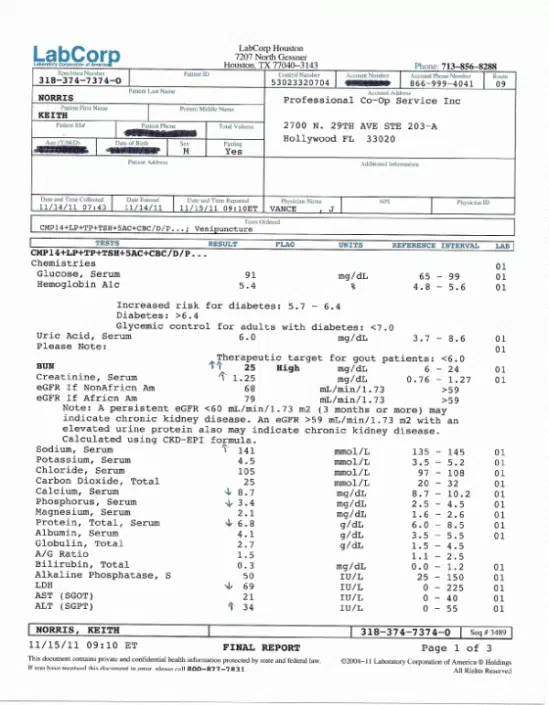 LabCorp
Laboratory Corporation of America
LabCorp Houston
7207 North Gessner
Houston, TX 77040-3143
Phone: 713-856-8288
Specimen Number
Patient ID
Control Number
Account Number
Account Phone Number
Route
318-374-7374-0
53023320704
866-999-4041
09
Patient Last Name
Account Address
NORRIS
Professional Co-Op Service Inc
Patient First Name
Patient Middle Name
KEITH
2700 N. 29TH AVE STE 203-A
Hollywood FL 33020
Patient SS#
Patient Phone
Total Volume
Age (Y/M/D)
Date of Birth
Sex
Fasting
M
Yes
Patient Address
Additional Information
Date and Time Collected
Date Entered
Date and Time Reported
Physician Name
NPI
Physician ID
11/14/11 07:43
11/14/11
11/15/11 09:10ET
VANCE , J
Tests Ordered
CMP14+LP+TP+TSH+5AC+CBC/D/P...; Venipuncture
TESTS RESULT FLAG UNITS REFERENCE INTERVAL LAB
CMP14+LP+TP+TSH+5AC+CBC/D/P...
Chemistries 01
Glucose, Serum 91 mg/dL 65 - 99 01
Hemoglobin A1c 5.4 % 4.8 - 5.6 01
Increased risk for diabetes: 5.7 - 6.4
Diabetes: >6.4
Glycemic control for adults with diabetes: <7.0
Uric Acid, Serum 6.0 mg/dL 3.7 - 8.6 01
Please Note: 01
Therapeutic target for gout patients: <6.0
BUN ↑↑ 25 High mg/dL 6 - 24 01
Creatinine, Serum ↑ 1.25 mg/dL 0.76 - 1.27 01
eGFR If NonAfricn Am 68 mL/min/1.73 >59
eGFR If Africn Am 79 mL/min/1.73 >59
Note: A persistent eGFR <60 mL/min/1.73 m2 (3 months or more) may
indicate chronic kidney disease. An eGFR >59 mL/min/1.73 m2 with an
elevated urine protein also may indicate chronic kidney disease.
Calculated using CKD-EPI formula.
Sodium, Serum ↑ 141 mmol/L 135 - 145 01
Potassium, Serum 4.5 mmol/L 3.5 - 5.2 01
Chloride, Serum 105 mmol/L 97 - 108 01
Carbon Dioxide, Total 25 mmol/L 20 - 32 01
Calcium, Serum ↓ 8.7 mg/dL 8.7 - 10.2 01
Phosphorus, Serum ↓ 3.4 mg/dL 2.5 - 4.5 01
Magnesium, Serum 2.1 mg/dL 1.6 - 2.6 01
Protein, Total, Serum ↓ 6.8 g/dL 6.0 - 8.5 01
Albumin, Serum 4.1 g/dL 3.5 - 5.5 01
Globulin, Total 2.7 g/dL 1.5 - 4.5
A/G Ratio 1.5 1.1 - 2.5
Bilirubin, Total 0.3 mg/dL 0.0 - 1.2 01
Alkaline Phosphatase, S 50 IU/L 25 - 150 01
LDH ↓ 69 IU/L 0 - 225 01
AST (SGOT) 21 IU/L 0 - 40 01
ALT (SGPT) ↑ 34 IU/L 0 - 55 01
NORRIS, KEITH
318-374-7374-0
Seq # 3489
11/15/11 09:10 ET FINAL REPORT Page 1 of 3
This document contains private and confidential health information protected by state and federal law.
©2004-11 Laboratory Corporation of America ® Holdings
If you have received this document in error, please call 800-877-7831
All Rights Reserved